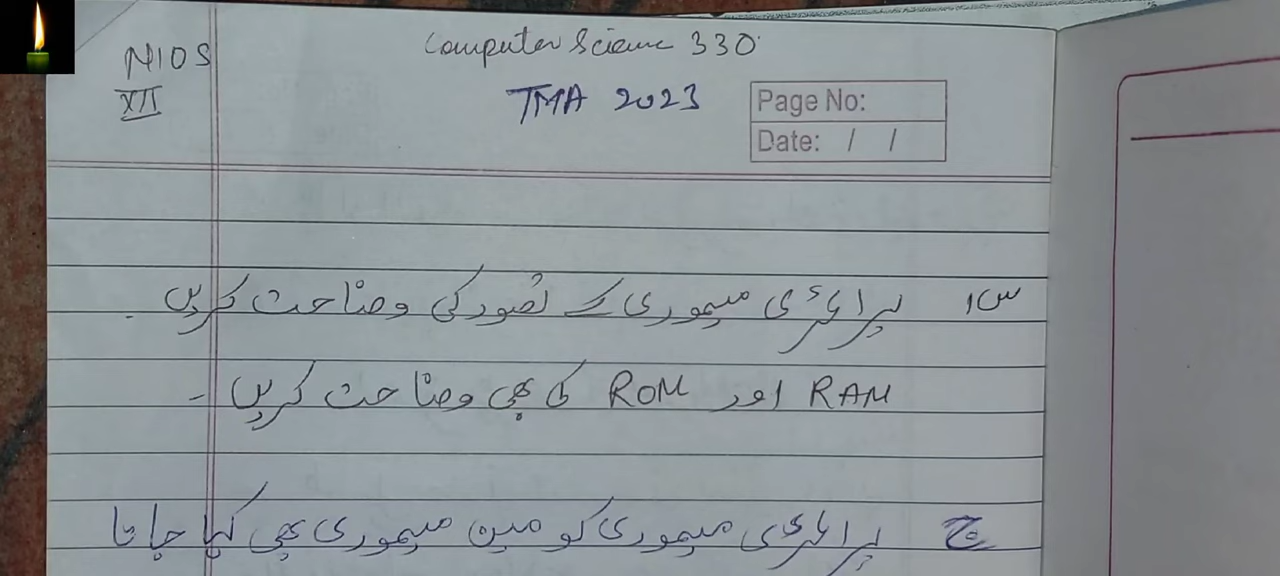 NIOS
XII
Computer Science 330
TMA 2023
Page No:
Date: / /
س۱ پرائمری میموری کے تصور کی وضاحت کریں۔
RAM اور ROM کی بھی وضاحت کریں۔
ج پرائمری میموری کو مین میموری بھی کہا جاتا